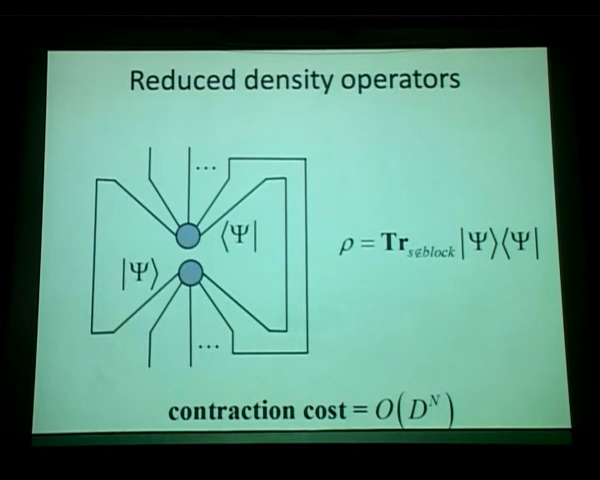 Reduced density operators
...
⟨Ψ|
ρ = Tr_{s∉block} |Ψ⟩⟨Ψ|
|Ψ⟩
...
contraction cost = O(D^N)